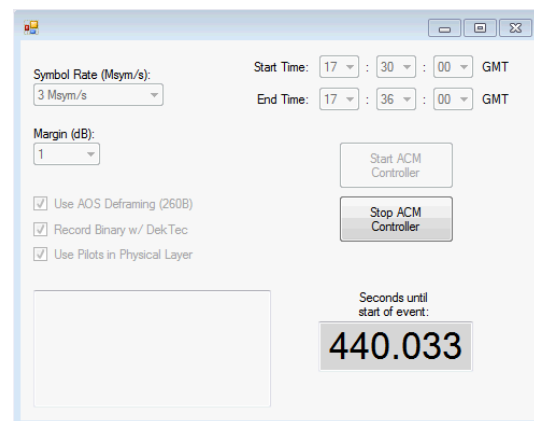 Symbol Rate (Msym/s):
3 Msym/s
Start Time: 17 : 30 : 00 GMT
End Time: 17 : 36 : 00 GMT
Margin (dB):
1
Start ACM
Controller
Use AOS Deframing (260B)
Record Binary w/ DekTec
Use Pilots in Physical Layer
Stop ACM
Controller
Seconds until
start of event:
440.033